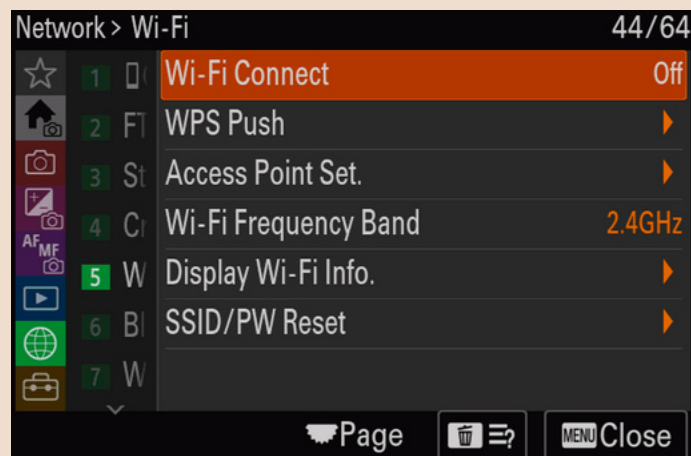 Network > Wi-Fi 44/64
1
Wi-Fi Connect Off
2 FT WPS Push
3 St Access Point Set.
4 Cr Wi-Fi Frequency Band 2.4GHz
AF MF
5 W Display Wi-Fi Info.
6 Bl SSID/PW Reset
7 W
Page ? MENU Close